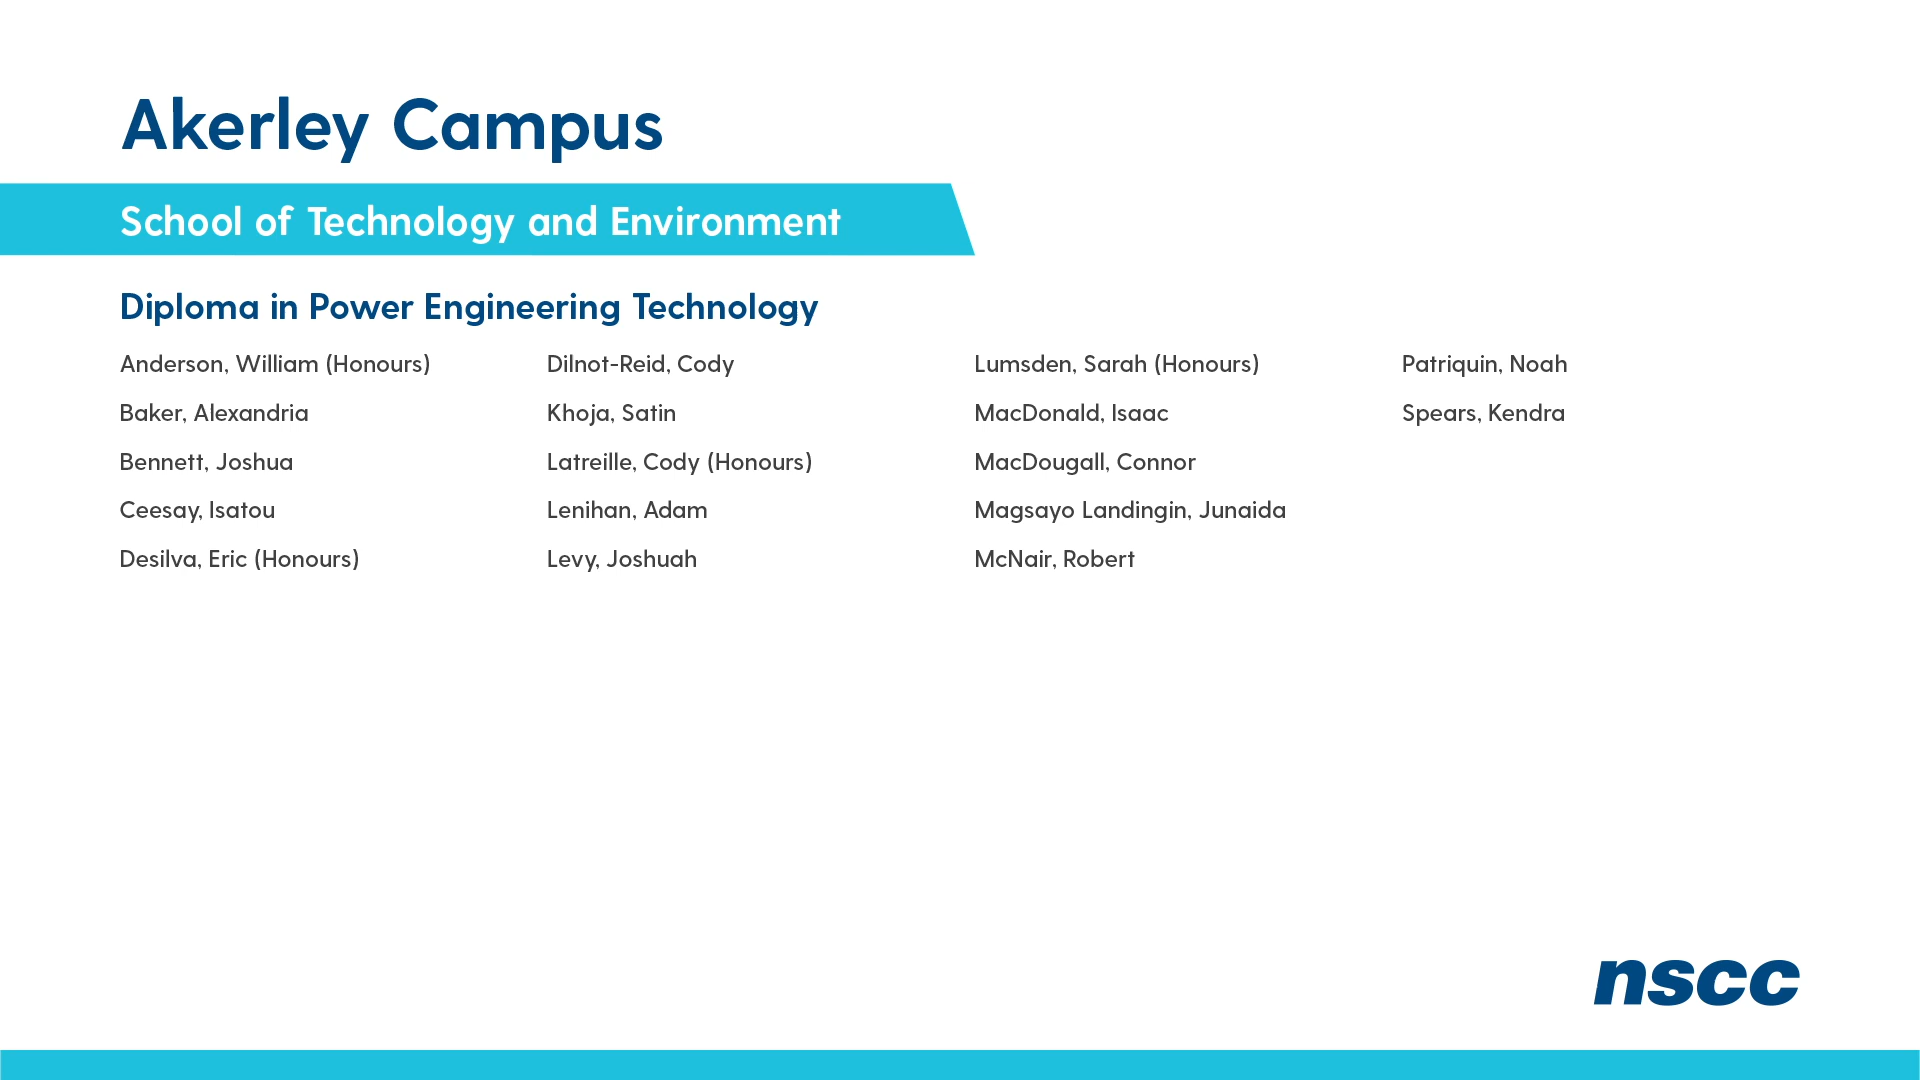 Akerley Campus
School of Technology and Environment
Diploma in Power Engineering Technology
Anderson, William (Honours)
Baker, Alexandria
Bennett, Joshua
Ceesay, Isatou
Desilva, Eric (Honours)
Dilnot-Reid, Cody
Khoja, Satin
Latreille, Cody (Honours)
Lenihan, Adam
Levy, Joshuah
Lumsden, Sarah (Honours)
MacDonald, Isaac
MacDougall, Connor
Magsayo Landingin, Junaida
McNair, Robert
Patriquin, Noah
Spears, Kendra
nscc